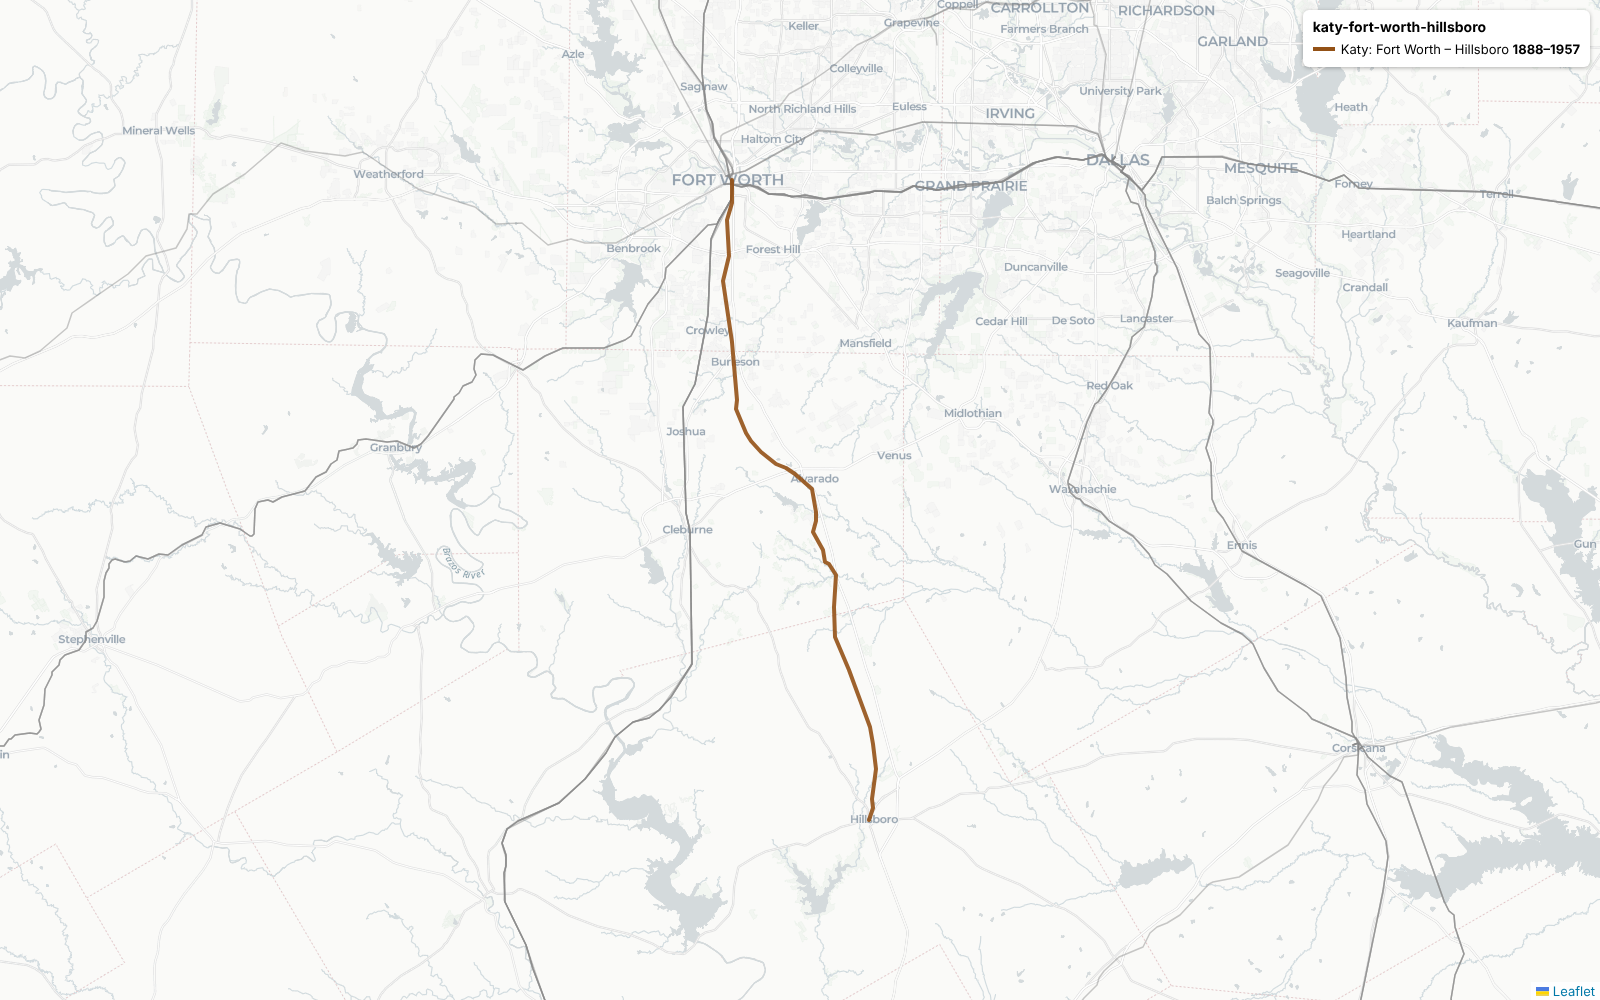 katy-fort-worth-hillsboro
Katy: Fort Worth – Hillsboro 1888–1957
Coppell
CARROLLTON
RICHARDSON
Keller
Grapevine
Farmers Branch
GARLAND
Azle
Colleyville
Saginaw
University Park
North Richland Hills
Euless
IRVING
Heath
Mineral Wells
Haltom City
DALLAS
MESQUITE
Weatherford
FORT WORTH
GRAND PRAIRIE
Forney
Terrell
Balch Springs
Heartland
Benbrook
Forest Hill
Duncanville
Seagoville
Crandall
Cedar Hill
De Soto
Lancaster
Kaufman
Crowley
Mansfield
Burleson
Red Oak
Midlothian
Joshua
Granbury
Venus
Alvarado
Waxahachie
Cleburne
Ennis
Gun
Brazos River
Stephenville
Corsicana
in
Hillsboro
Leaflet